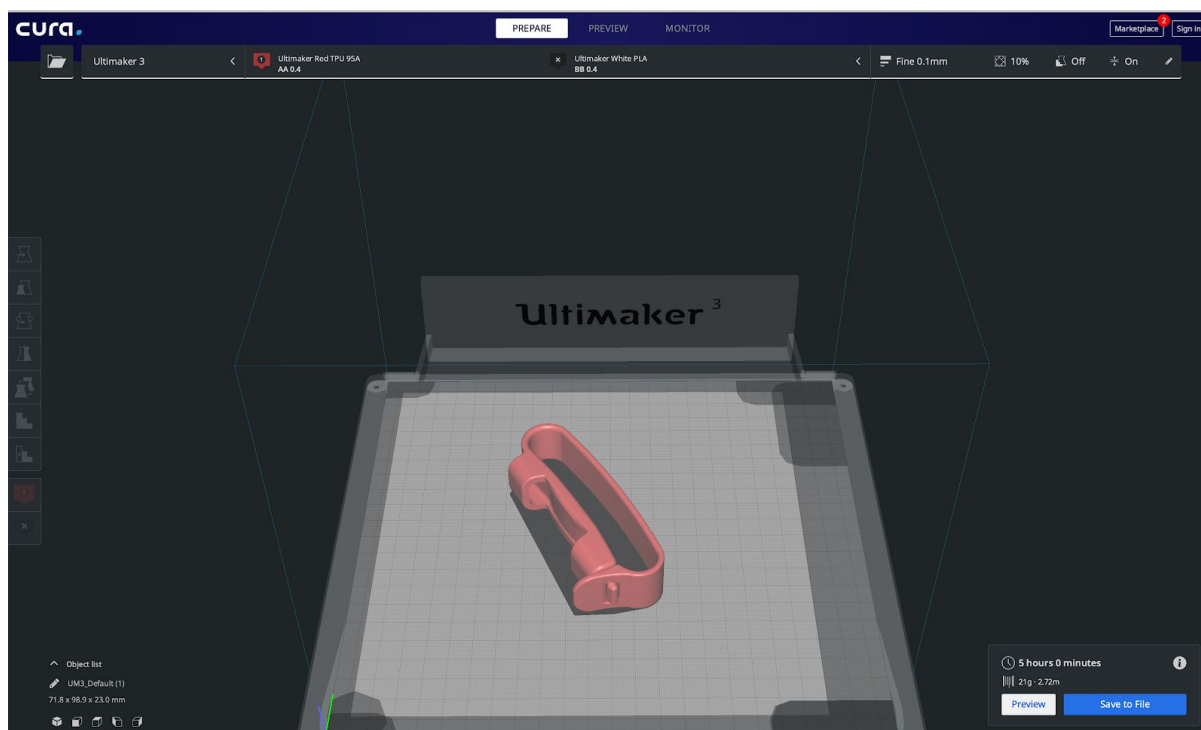 cura.
PREPARE
PREVIEW
MONITOR
Marketplace
2
Sign in
Ultimaker 3
1
Ultimaker Red TPU 95A
AA 0.4
Ultimaker White PLA
BB 0.4
Fine 0.1mm
10%
Off
On
Ultimaker 3
Object list
UM3_Default (1)
71.8 x 98.9 x 23.0 mm
5 hours 0 minutes
21g · 2.72m
Preview
Save to File